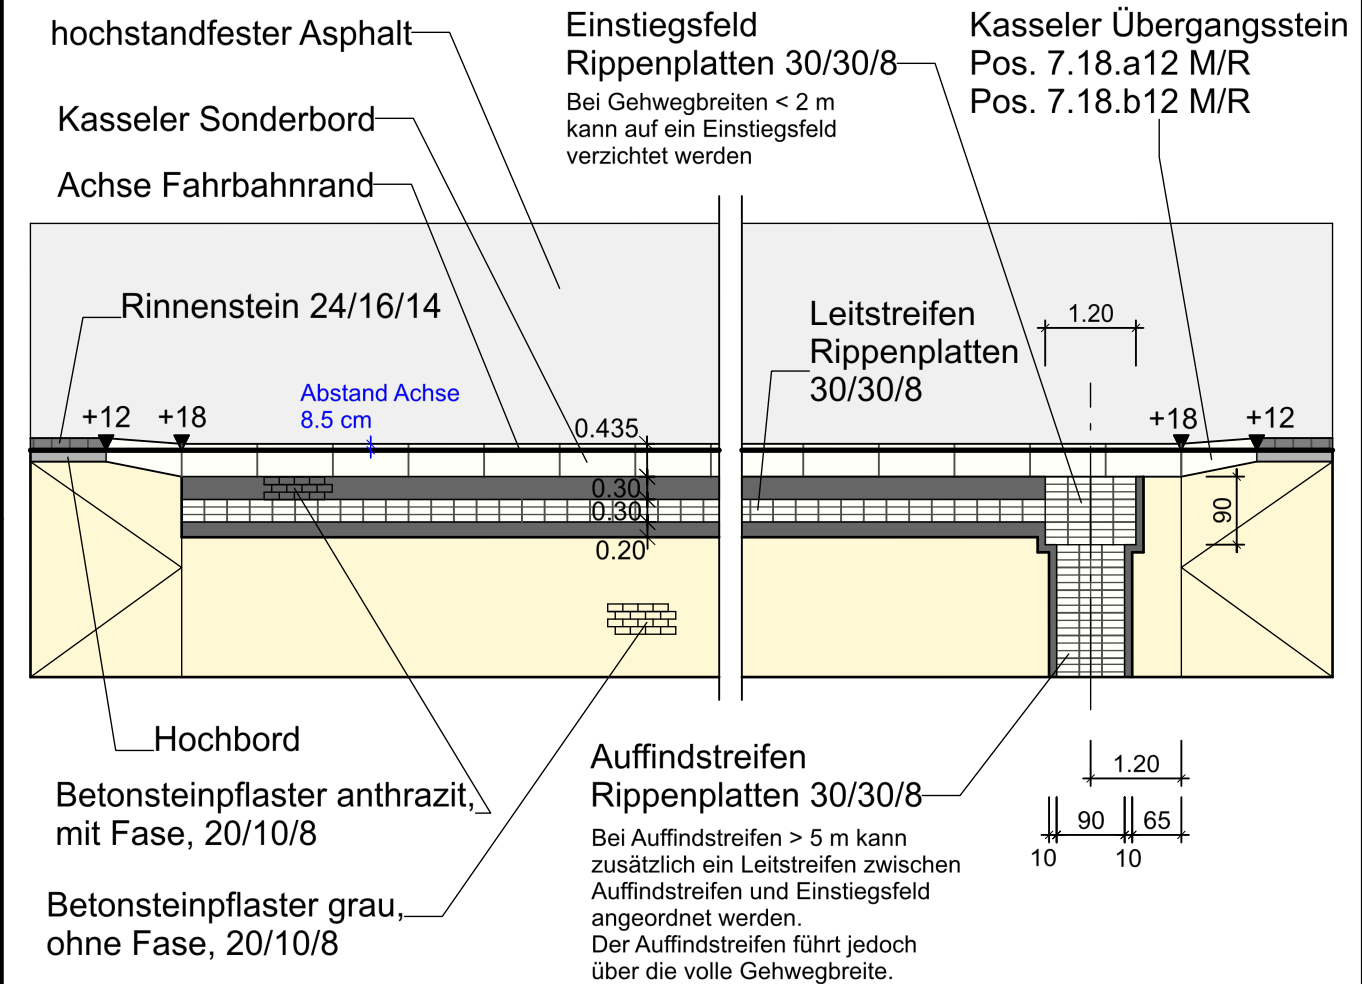 hochstandfester Asphalt
Kasseler Sonderbord
Achse Fahrbahnrand
Einstiegsfeld
Rippenplatten 30/30/8
Bei Gehwegbreiten < 2 m
kann auf ein Einstiegsfeld
verzichtet werden
Kasseler Übergangsstein
Pos. 7.18.a12 M/R
Pos. 7.18.b12 M/R
Rinnenstein 24/16/14
Leitstreifen
Rippenplatten
30/30/8
1.20
Abstand Achse
8.5 cm
+12 +18
0.435
+18 +12
0.30
0.30
0.20
90
Hochbord
Betonsteinpflaster anthrazit,
mit Fase, 20/10/8
Betonsteinpflaster grau,
ohne Fase, 20/10/8
Auffindstreifen
Rippenplatten 30/30/8
Bei Auffindstreifen > 5 m kann
zusätzlich ein Leitstreifen zwischen
Auffindstreifen und Einstiegsfeld
angeordnet werden.
Der Auffindstreifen führt jedoch
über die volle Gehwegbreite.
1.20
90 65
10 10